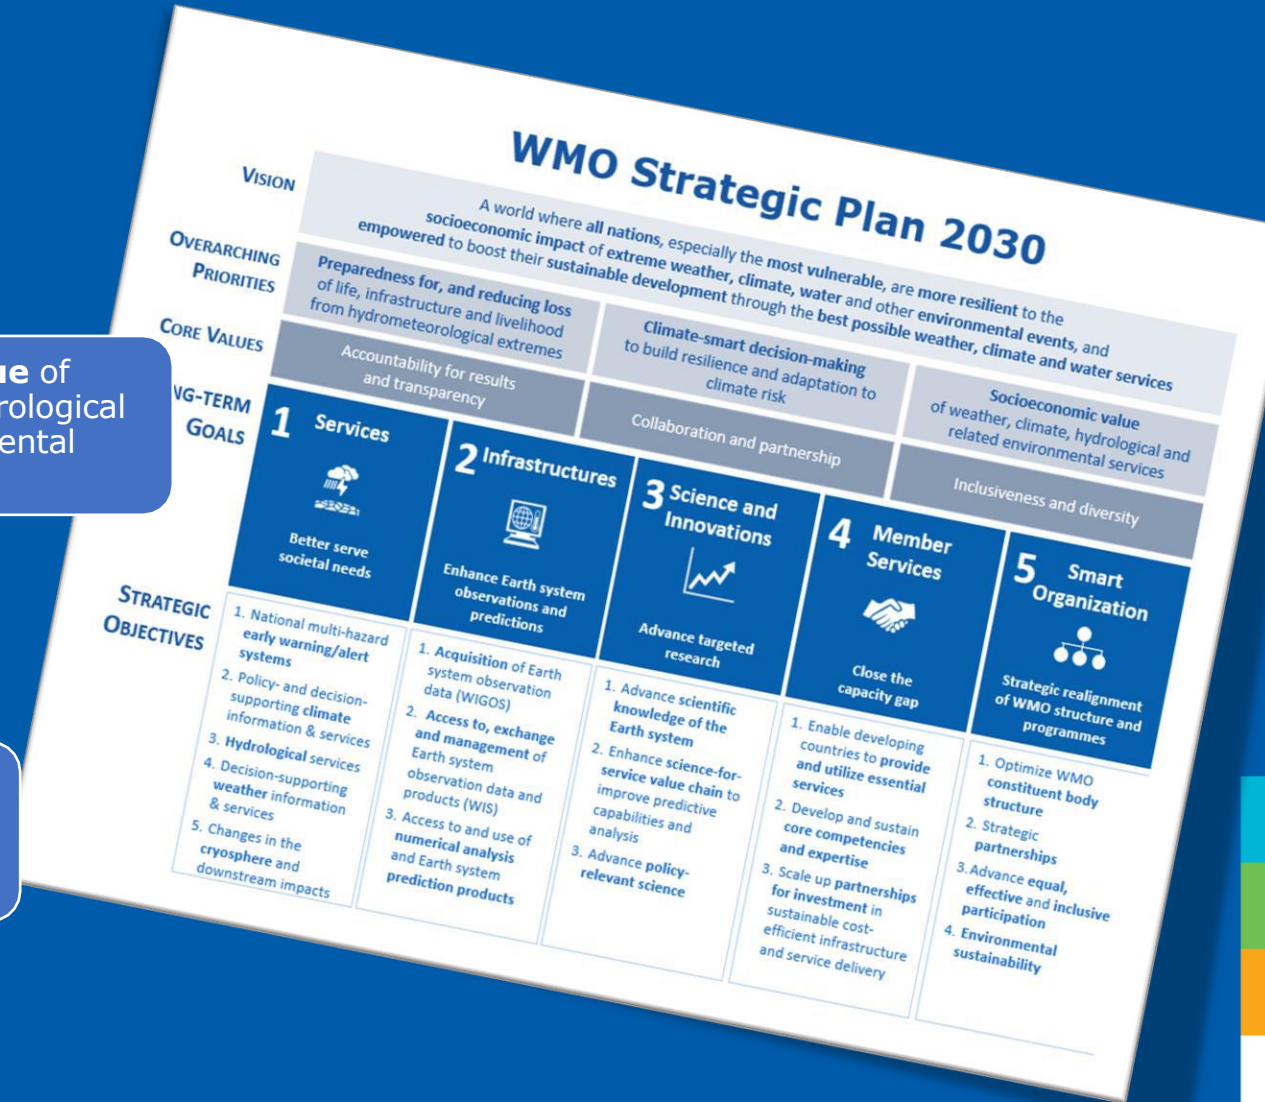 WMO Strategic Plan 2030
VISION
A world where all nations, especially the most vulnerable, are more resilient to the
socioeconomic impact of extreme weather, climate, water and other environmental events, and
empowered to boost their sustainable development through the best possible weather, climate and water services
OVERARCHING
PRIORITIES
Preparedness for, and reducing loss
of life, infrastructure and livelihood
from hydrometeorological extremes
Climate-smart decision-making
to build resilience and adaptation to
climate risk
Socioeconomic value
of weather, climate, hydrological and
related environmental services
CORE VALUES
Accountability for results
and transparency
Collaboration and partnership
Inclusiveness and diversity
of
GOALS
1 Services
Better serve
societal needs
2 Infrastructures
Enhance Earth system
observations and
predictions
3 Science and
Innovations
Advance targeted
research
4 Member
Services
Close the
capacity gap
5 Smart
Organization
Strategic realignment
of WMO structure and
programmes
STRATEGIC
OBJECTIVES
1. National multi-hazard
early warning/alert
systems
2. Policy- and decision-
supporting climate
information & services
3. Hydrological services
4. Decision-supporting
weather information
& services
5. Changes in the
cryosphere and
downstream impacts
1. Acquisition of Earth
system observation
data (WIGOS)
2. Access to, exchange
and management of
Earth system
observation data and
products (WIS)
3. Access to and use of
numerical analysis
and Earth system
prediction products
1. Advance scientific
knowledge of the
Earth system
2. Enhance science-for-
service value chain to
improve predictive
capabilities and
analysis
3. Advance policy-
relevant science
1. Enable developing
countries to provide
and utilize essential
services
2. Develop and sustain
core competencies
and expertise
3. Scale up partnerships
for investment in
sustainable cost-
efficient infrastructure
and service delivery
1. Optimize WMO
constituent body
structure
2. Strategic
partnerships
3. Advance equal,
effective and inclusive
participation
4. Environmental
sustainability